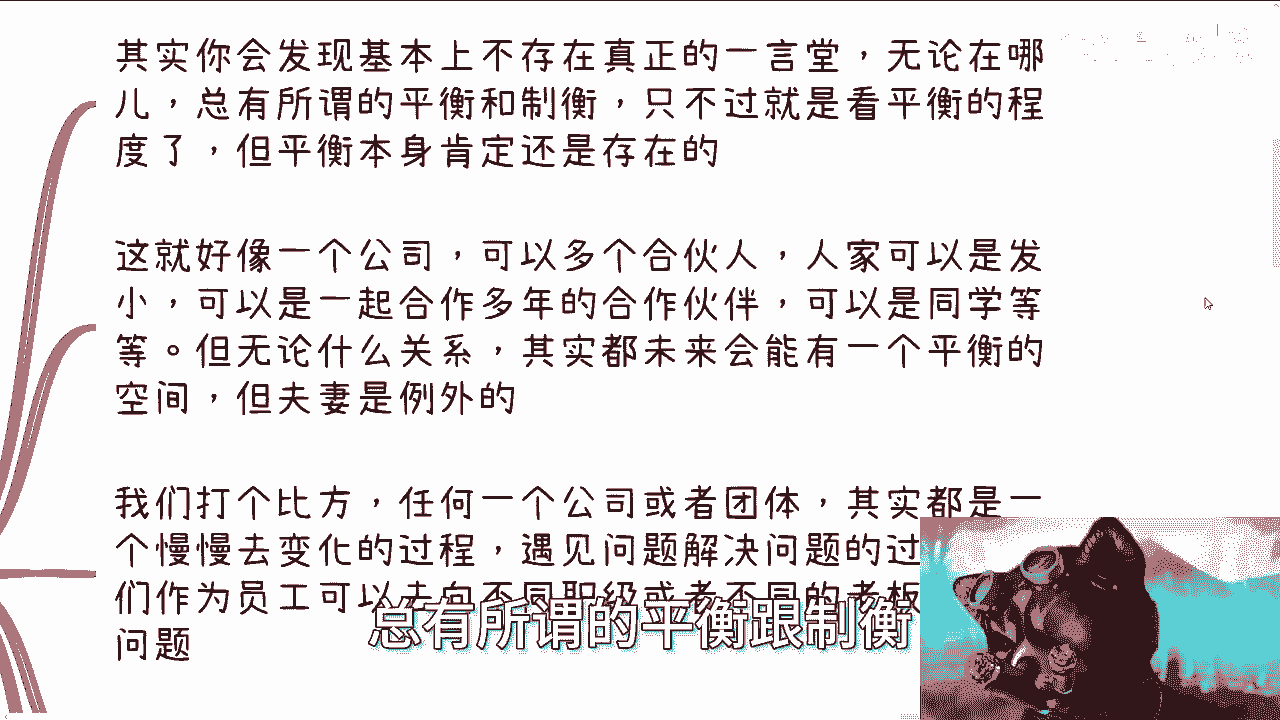 其实你会发现基本上不存在真正的一言堂，无论在哪
儿，总有所谓的平衡和制衡，只不过就是看平衡的程
度了，但平衡本身肯定还是存在的
这就好像一个公司，可以多个合伙人，人家可以是发
小，可以是一起合作多年的合作伙伴，可以是同学等
等。但无论什么关系，其实都未来会能有一个平衡的
空间，但夫妻是例外的
我们打个比方，任何一个公司或者团体，其实都是一
个慢慢去变化的过程，遇见问题解决问题的过
们作为员工可以去向不同职级或者不同的老板
问题
总有所谓的平衡跟制衡